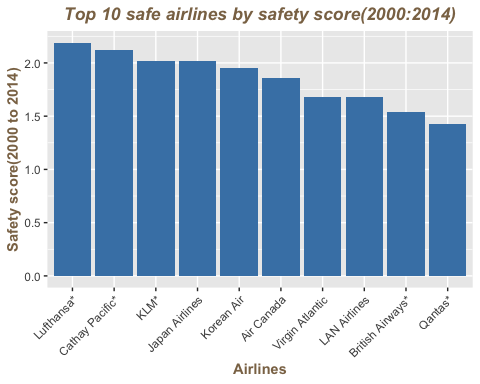 Top 10 safe airlines by safety score(2000:2014)
Safety score(2000 to 2014)
2.0
1.5
1.0
0.5
0.0
Lufthansa*
Cathay Pacific*
KLM*
Japan Airlines
Korean Air
Air Canada
Virgin Atlantic
LAN Airlines
British Airways*
Qantas*
Airlines